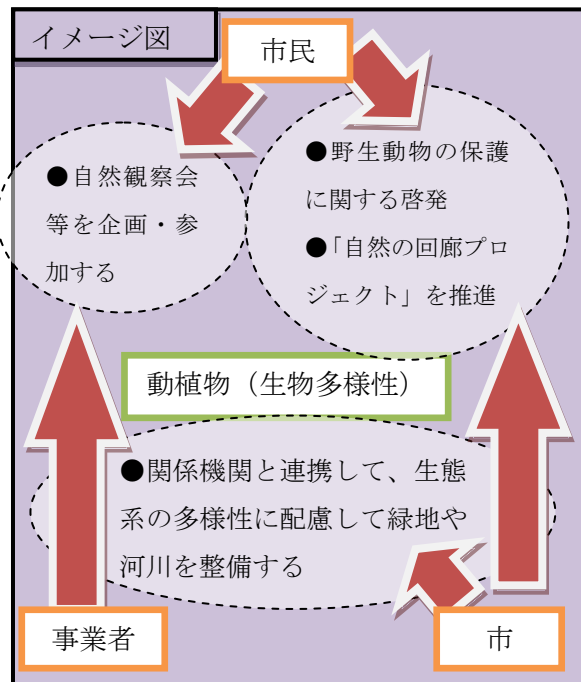 イメージ図
市民
●自然観察会
等を企画・参
加する
●野生動物の保護
に関する啓発
●「自然の回廊プロ
ジェクト」を推進
動植物（生物多様性）
●関係機関と連携して、生態
系の多様性に配慮して緑地や
河川を整備する
事業者
市